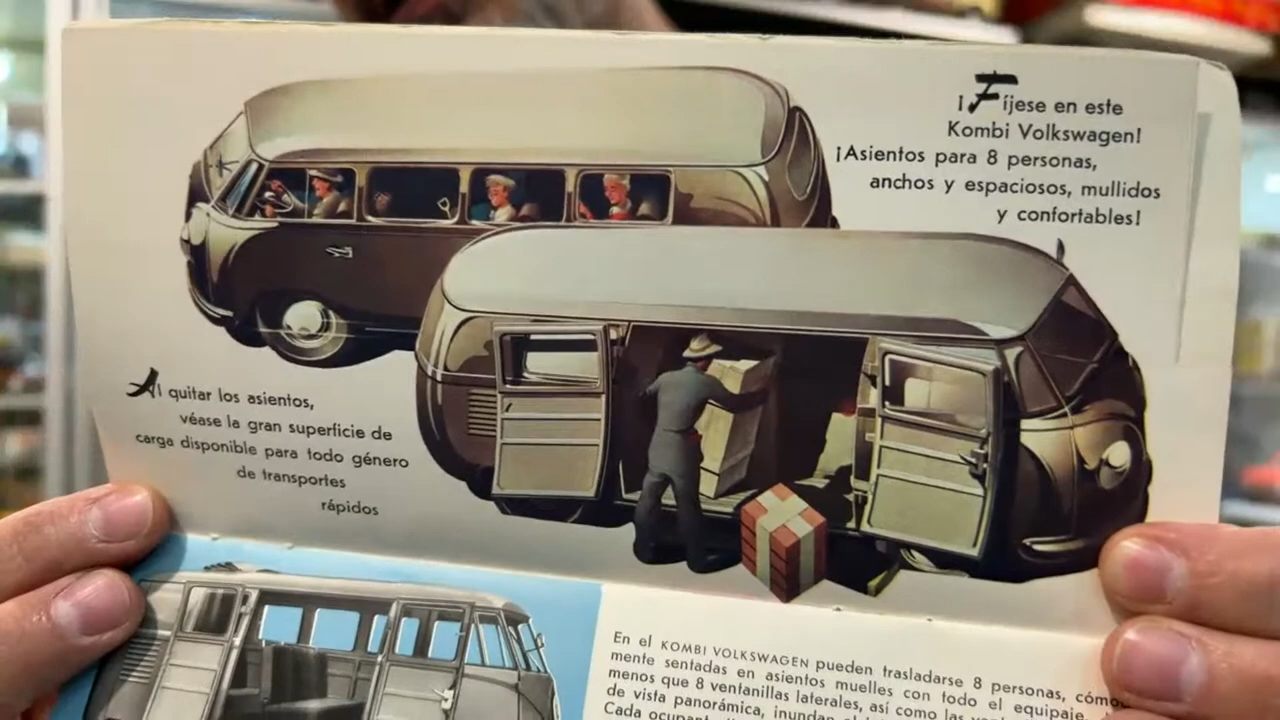 ¡Fíjese en este
Kombi Volkswagen!
¡Asientos para 8 personas,
anchos y espaciosos, mullidos
y confortables!
Al quitar los asientos,
véase la gran superficie de
carga disponible para todo género
de transportes
rápidos
En el KOMBI VOLKSWAGEN pueden trasladarse 8 personas,
mente sentadas en asientos muelles con todo el equipaje.
menos que 8 ventanillas laterales, así como las
de vista panorámica, inundan
Cada